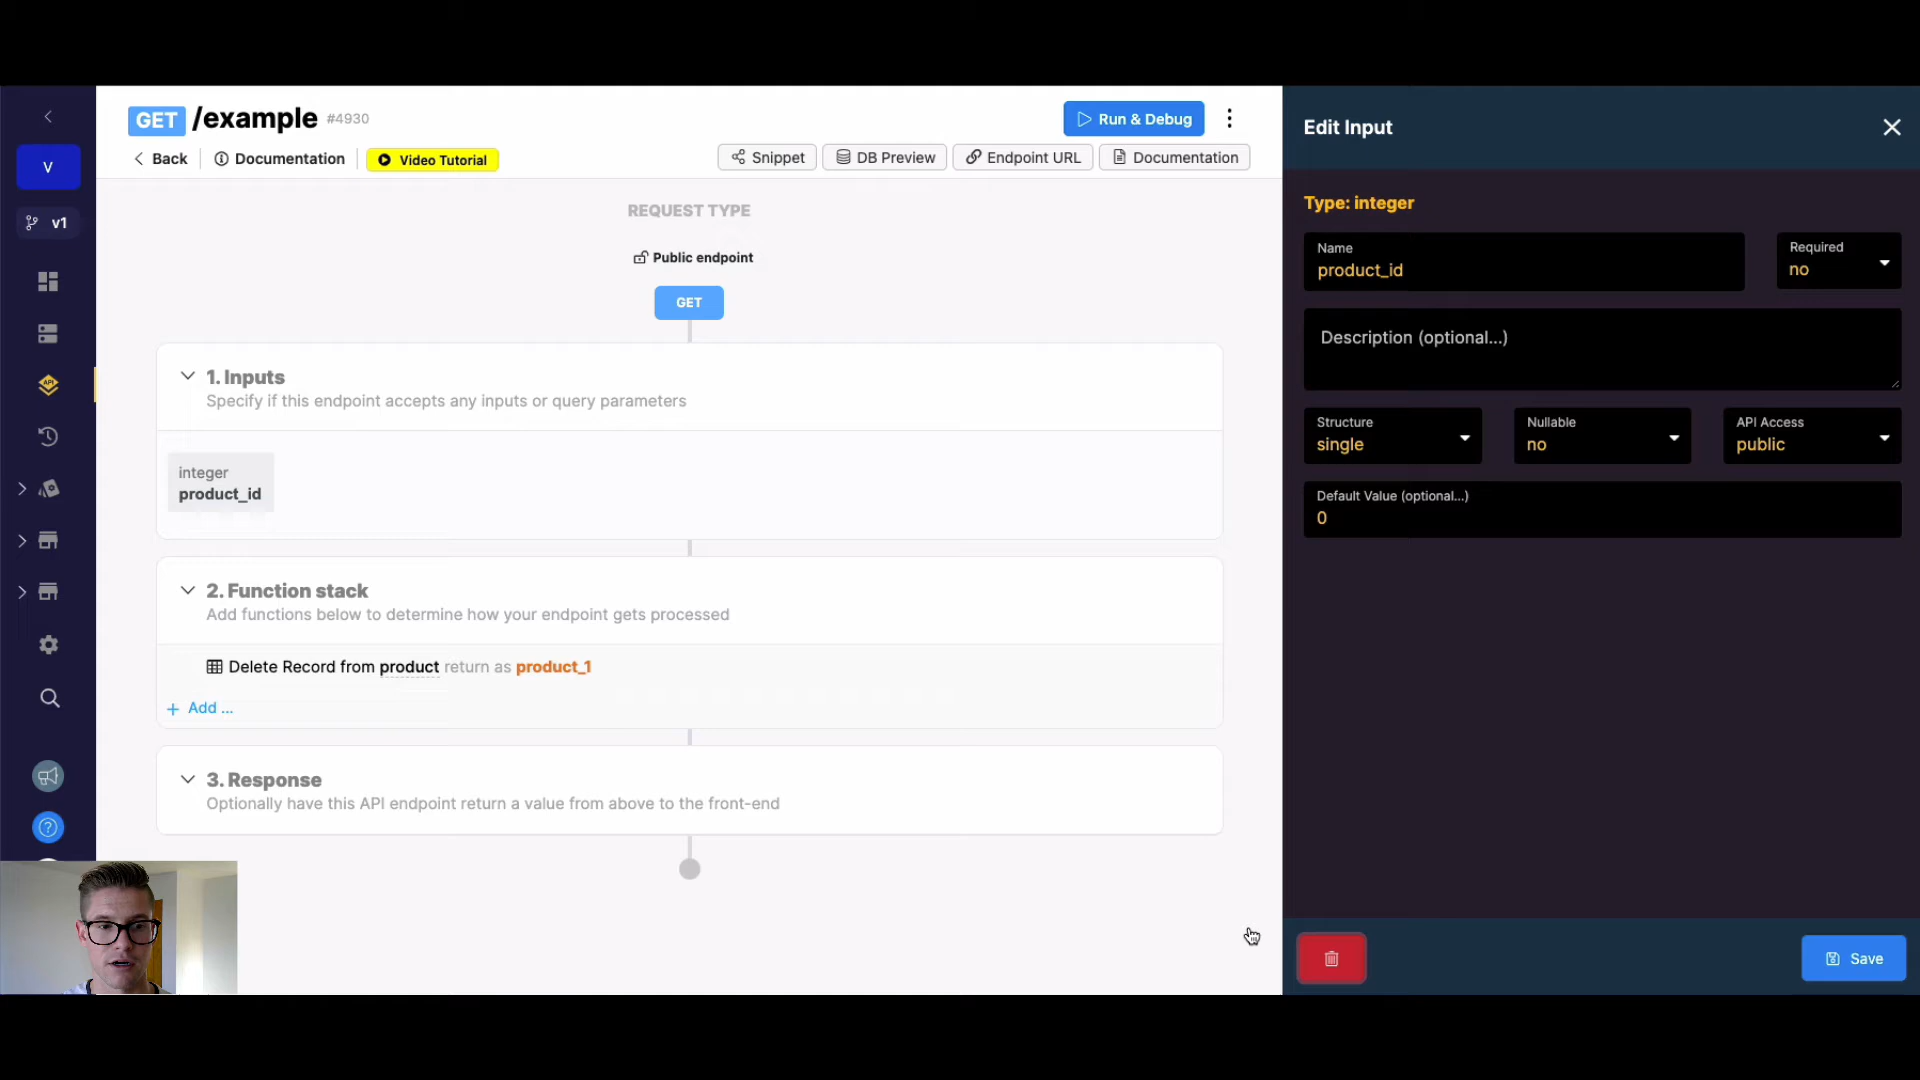 GET /example #4930
Run & Debug
Back
Documentation
Video Tutorial
Snippet
DB Preview
Endpoint URL
Documentation
V
v1
API
REQUEST TYPE
Public endpoint
GET
1. Inputs
Specify if this endpoint accepts any inputs or query parameters
integer
product_id
2. Function stack
Add functions below to determine how your endpoint gets processed
Delete Record from product return as product_1
+ Add ...
3. Response
Optionally have this API endpoint return a value from above to the front-end
Edit Input
Type: integer
Name
product_id
Required
no
Description (optional...)
Structure
single
Nullable
no
API Access
public
Default Value (optional...)
0
Save